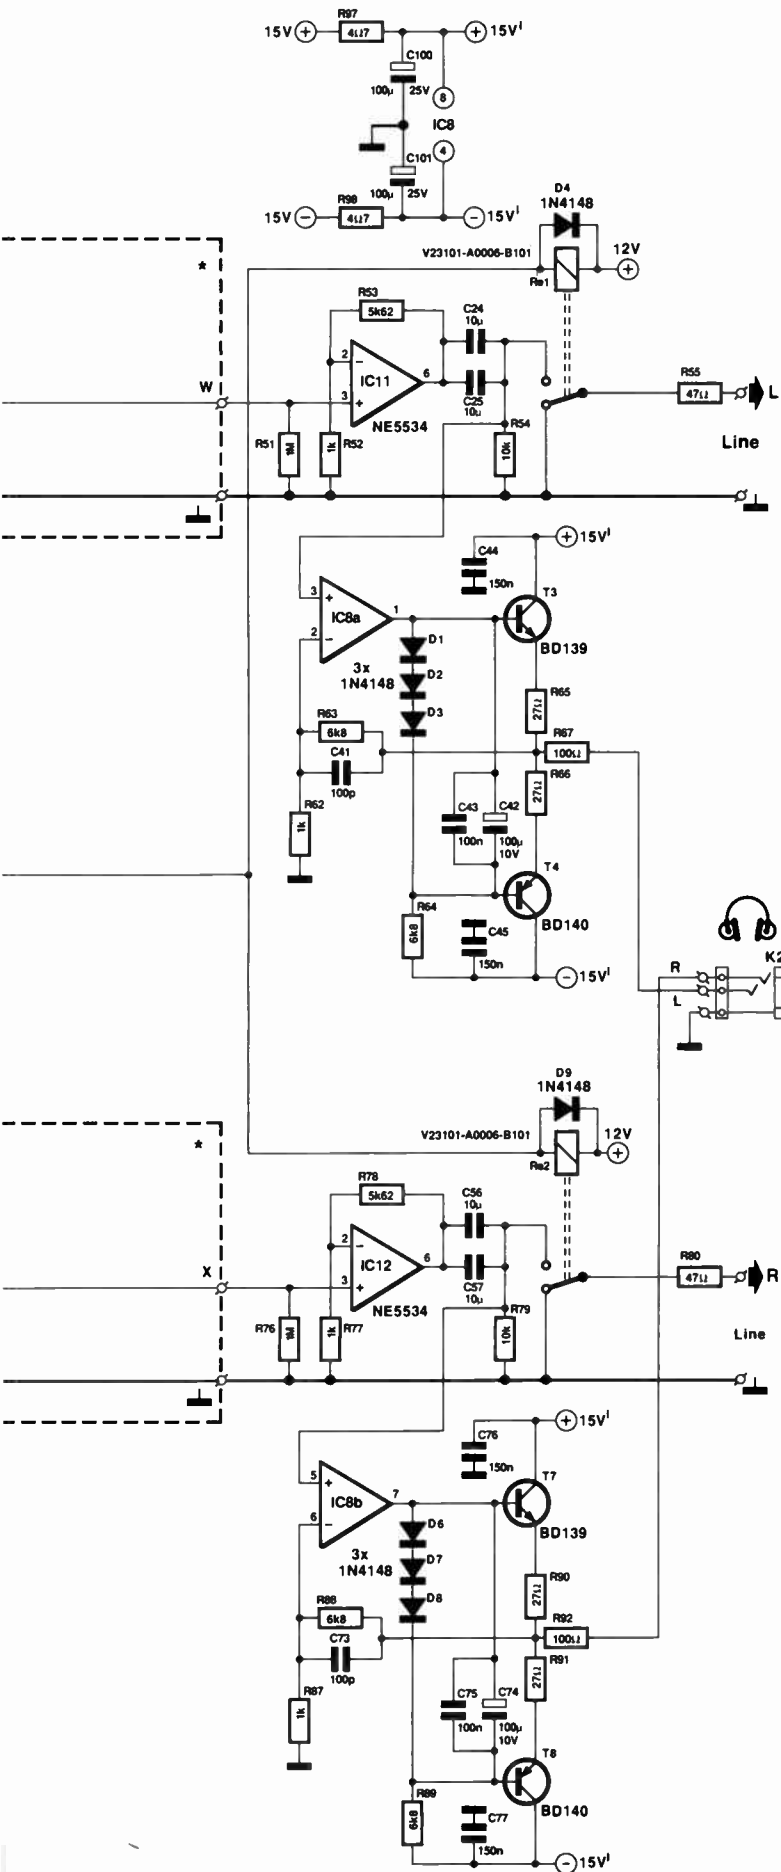 R97
15V + 4Ω7 + 15V'
C100
100µ 25V
8
IC8
4
C101
100µ 25V
R98
15V − 4Ω7 − 15V'
D4
1N4148
V23101-A0006-B101
12V
+
Re1
*
R53
5k62
C24
10µ
2
−
IC11
6
R55
W
3
+
C25
10µ
47Ω
L
NE5534
R54
R51
1M
1k
R52
10k
Line
+ 15V'
C44
150n
T3
3
+
IC8a
1
2
−
D1
BD139
3x
1N4148
D2
D3
R65
27Ω
R63
6k8
R67
100Ω
C41
100p
R66
27Ω
R62
1k
C43
100n
C42
100µ
10V
T4
R64
6k8
BD140
C45
150n
− 15V'
K2
R
L
D9
1N4148
V23101-A0006-B101
12V
+
Re2
*
R78
5k62
C56
10µ
2
−
IC12
6
R80
X
3
+
C57
10µ
47Ω
R
NE5534
R79
R76
1M
1k
R77
10k
Line
+ 15V'
C76
150n
T7
5
+
IC8b
7
6
−
D6
BD139
3x
1N4148
D7
D8
R90
27Ω
R88
6k8
R92
100Ω
C73
100p
R91
27Ω
R87
1k
C75
100n
C74
100µ
10V
T8
R89
6k8
BD140
C77
150n
− 15V'